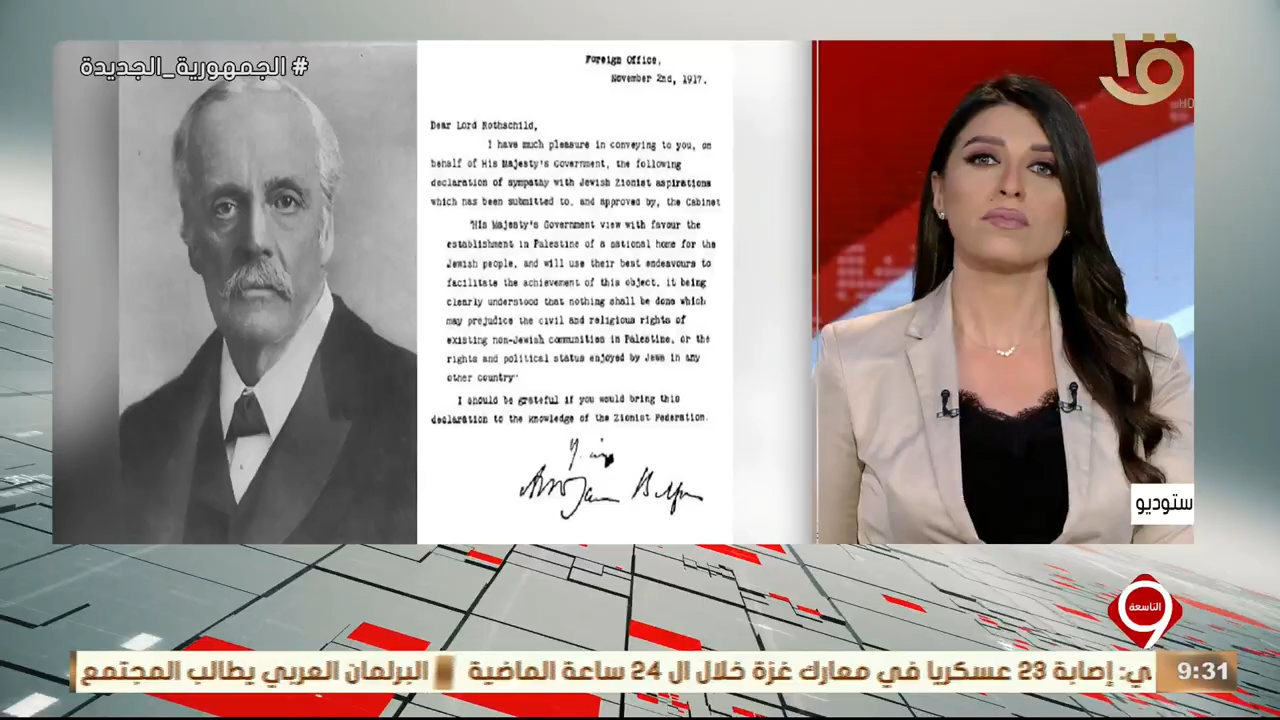 # الجمهورية_الجديدة
Foreign Office,
November 2nd, 1917.
Dear Lord Rothschild,
I have much pleasure in conveying to you, on
behalf of His Majesty's Government, the following
declaration of sympathy with Jewish Zionist aspirations
which has been submitted to, and approved by, the Cabinet
"His Majesty's Government view with favour the
establishment in Palestine of a national home for the
Jewish people, and will use their best endeavours to
facilitate the achievement of this object, it being
clearly understood that nothing shall be done which
may prejudice the civil and religious rights of
existing non-Jewish communities in Palestine, or the
rights and political status enjoyed by Jews in any
other country"
I should be grateful if you would bring this
declaration to the knowledge of the Zionist Federation.
HD
ستوديو
التاسعة
9
9:31
ي: إصابة 23 عسكريا في معارك غزة خلال ال 24 ساعة الماضية
البرلمان العربي يطالب المجتمع